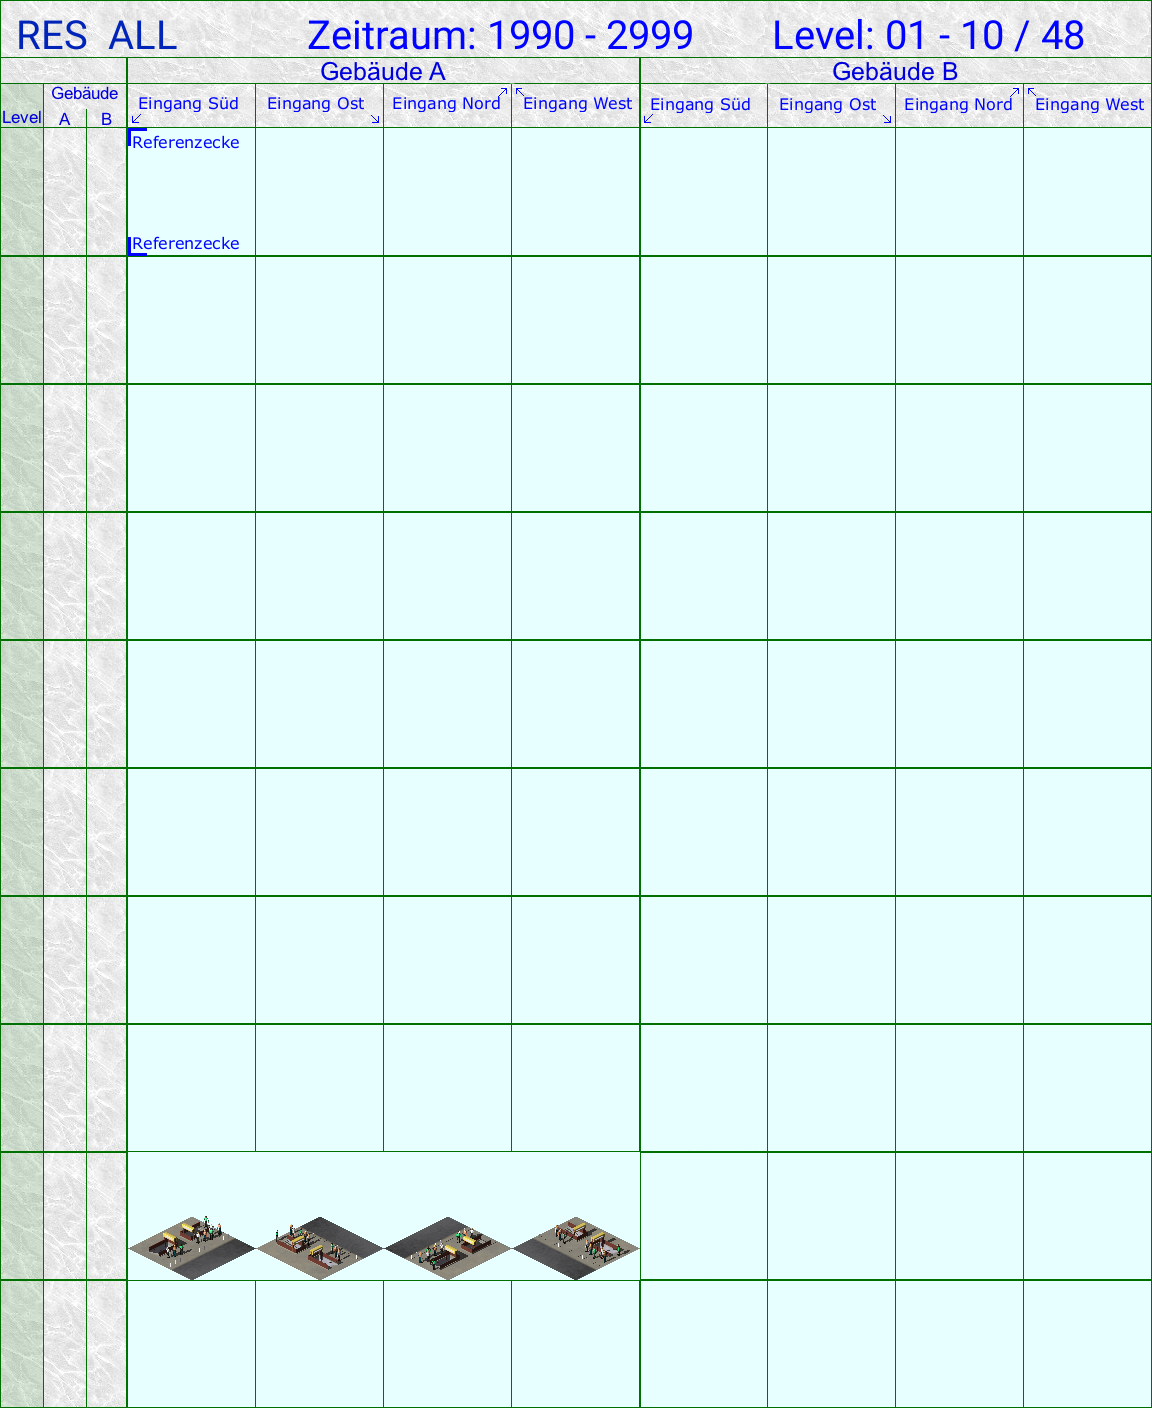 RES ALL Zeitraum: 1990 - 2999 Level: 01 - 10 / 48
Gebäude A Gebäude B
Level Gebäude A B Eingang Süd Eingang Ost Eingang Nord Eingang West Eingang Süd Eingang Ost Eingang Nord Eingang West
Referenzecke
Referenzecke